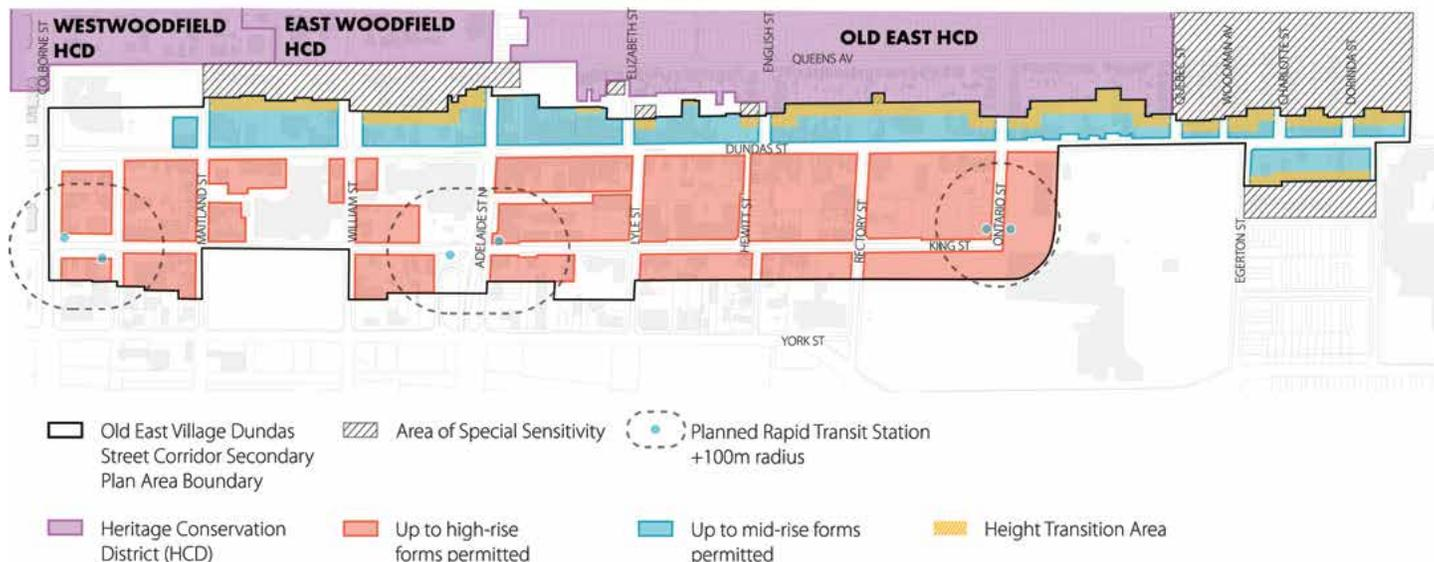 WESTWOODFIELD
HCD
EAST WOODFIELD
HCD
OLD EAST HCD
COLBORNE ST
ELIZABETH ST
ENGLISH ST
QUEENS AV
QUEBEC ST
WOODMAN AV
CHARLOTTE ST
DORINDA ST
DUNDAS ST
MAITLAND ST
WILLIAM ST
ADELAIDE ST N
LYLE ST
HEWITT ST
RECTORY ST
KING ST
ONTARIO ST
EGERTON ST
YORK ST
Old East Village Dundas
Street Corridor Secondary
Plan Area Boundary
Area of Special Sensitivity
Planned Rapid Transit Station
+100m radius
Heritage Conservation
District (HCD)
Up to high-rise
forms permitted
Up to mid-rise forms
permitted
Height Transition Area